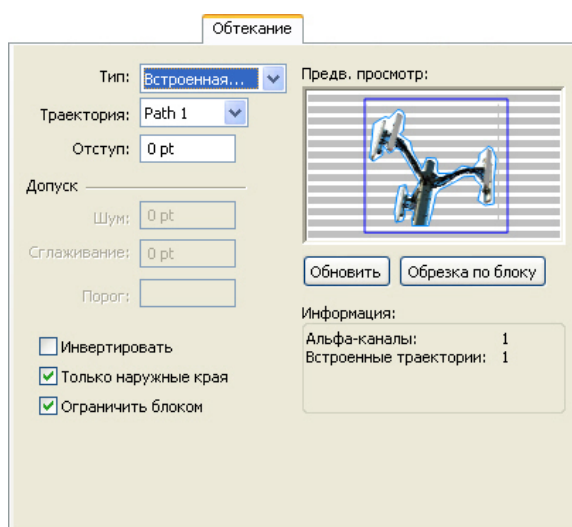 Обтекание
Тип: Встроенная...
Траектория: Path 1
Отступ: 0 pt
Допуск
Шум: 0 pt
Сглаживание: 0 pt
Порог:
Инвертировать
Только наружные края
Ограничить блоком
Предв. просмотр:
Обновить Обрезка по блоку
Информация:
Альфа-каналы: 1
Встроенные траектории: 1